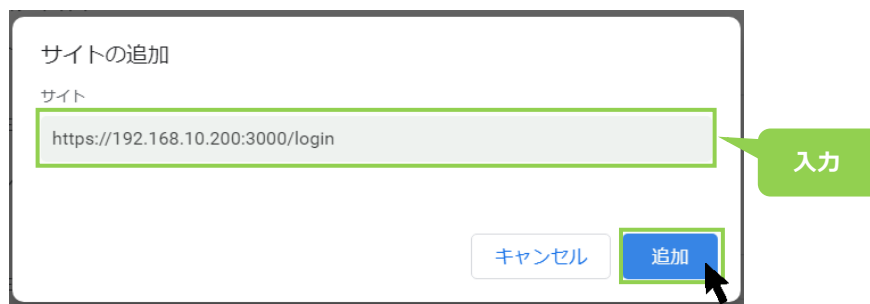 サイトの追加
サイト
https://192.168.10.200:3000/login
入力
キャンセル
追加